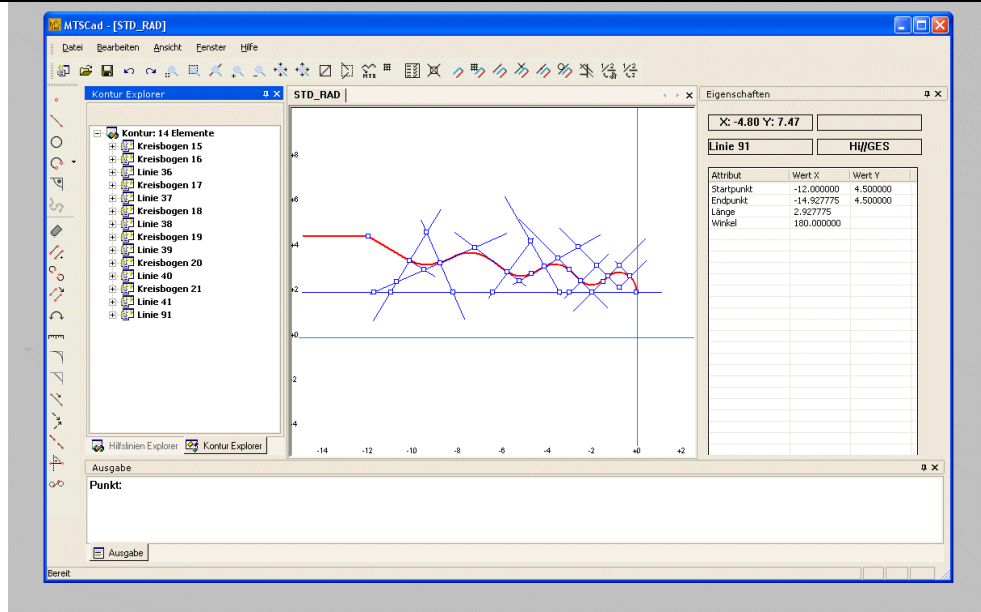 MTSCad - [STD_RAD]
Datei Bearbeiten Ansicht Fenster Hilfe
Kontur Explorer
Kontur: 14 Elemente
Kreisbogen 15
Kreisbogen 16
Linie 36
Kreisbogen 17
Linie 37
Kreisbogen 18
Linie 38
Kreisbogen 19
Linie 39
Kreisbogen 20
Linie 40
Kreisbogen 21
Linie 41
Linie 91
Hilfslinien Explorer Kontur Explorer
STD_RAD
+8
+6
+4
+2
+0
-2
-4
-14 -12 -10 -8 -6 -4 -2 +0 +2
Eigenschaften
X: -4.80 Y: 7.47
Linie 91 Hi//GES
Attribut Wert X Wert Y
Startpunkt -12.000000 4.500000
Endpunkt -14.927775 4.500000
Länge 2.927775
Winkel 180.000000
Ausgabe
Punkt:
Ausgabe
Bereit